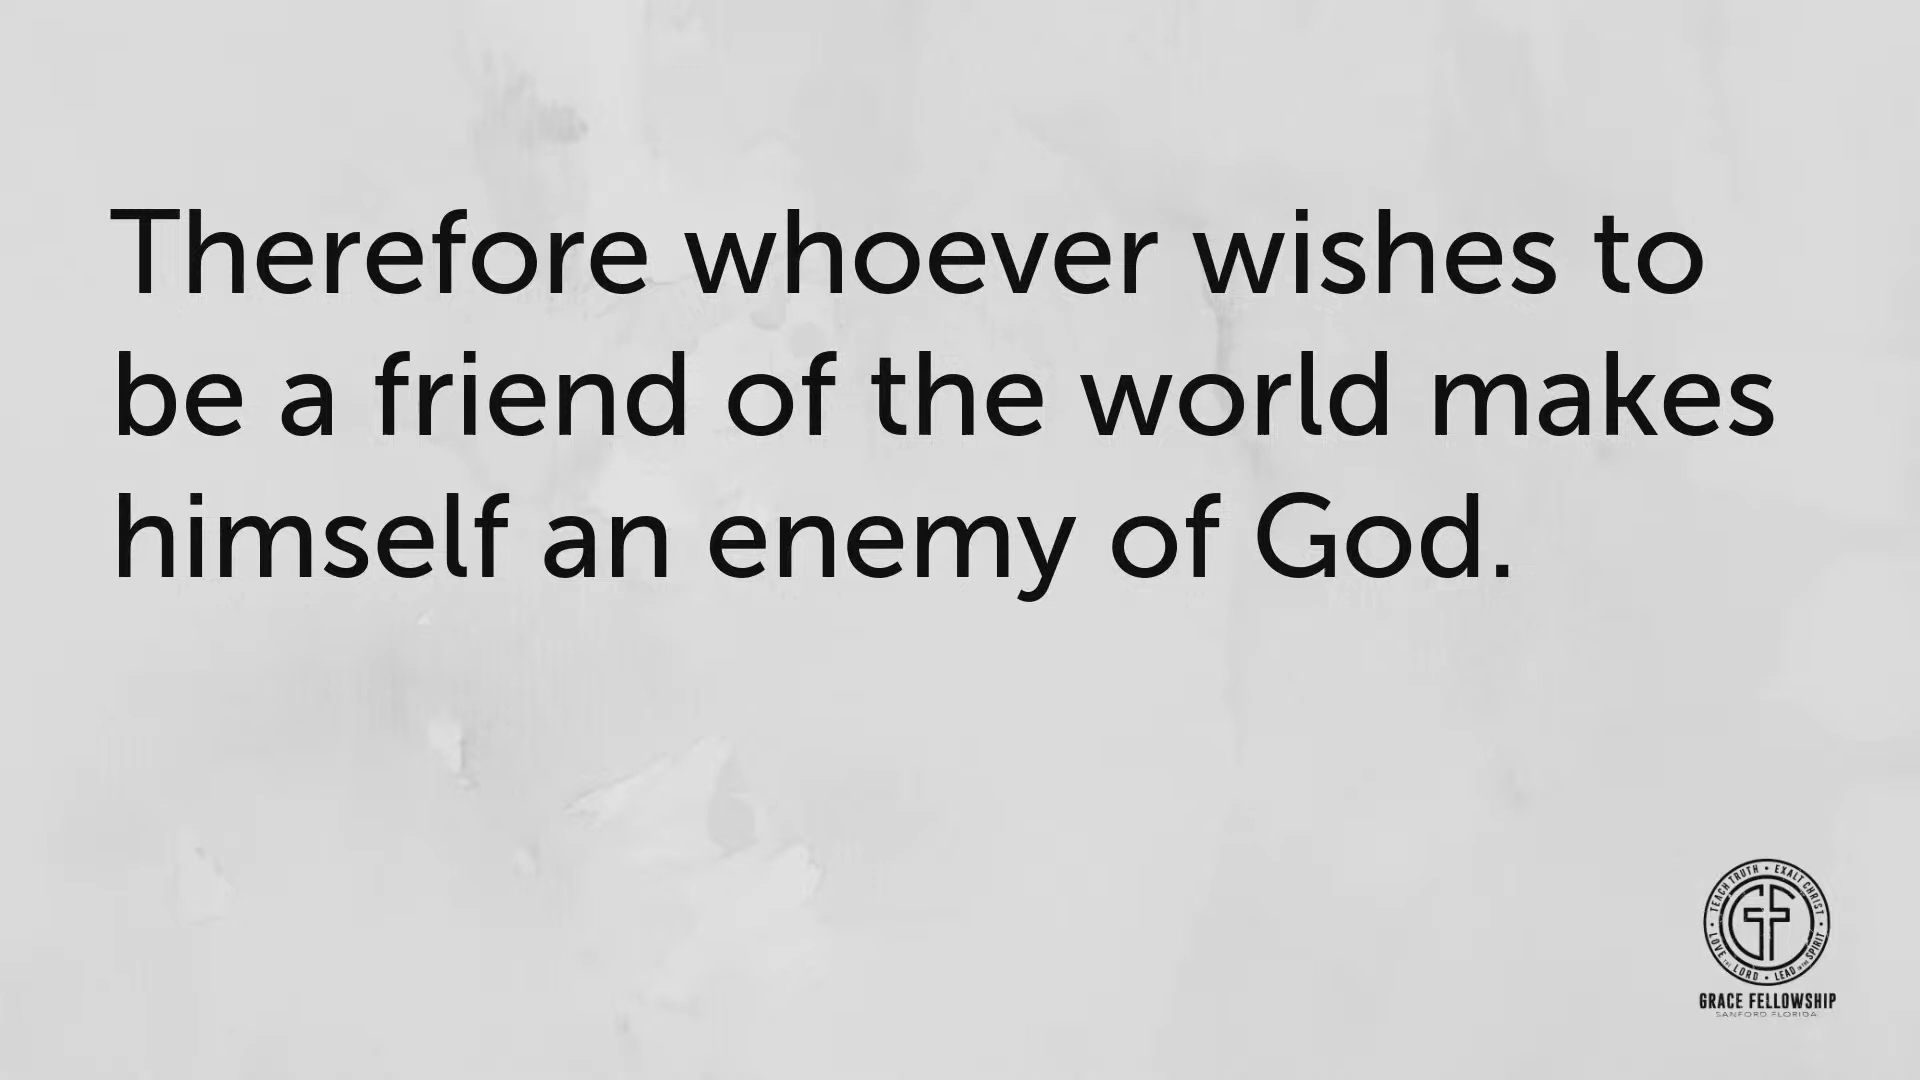 Therefore whoever wishes to
be a friend of the world makes
himself an enemy of God.
TEACH TRUTH • EXALT CHRIST • LOVE THE LORD • LEAD IN THE SPIRIT •
GRACE FELLOWSHIP
SANFORD FLORIDA